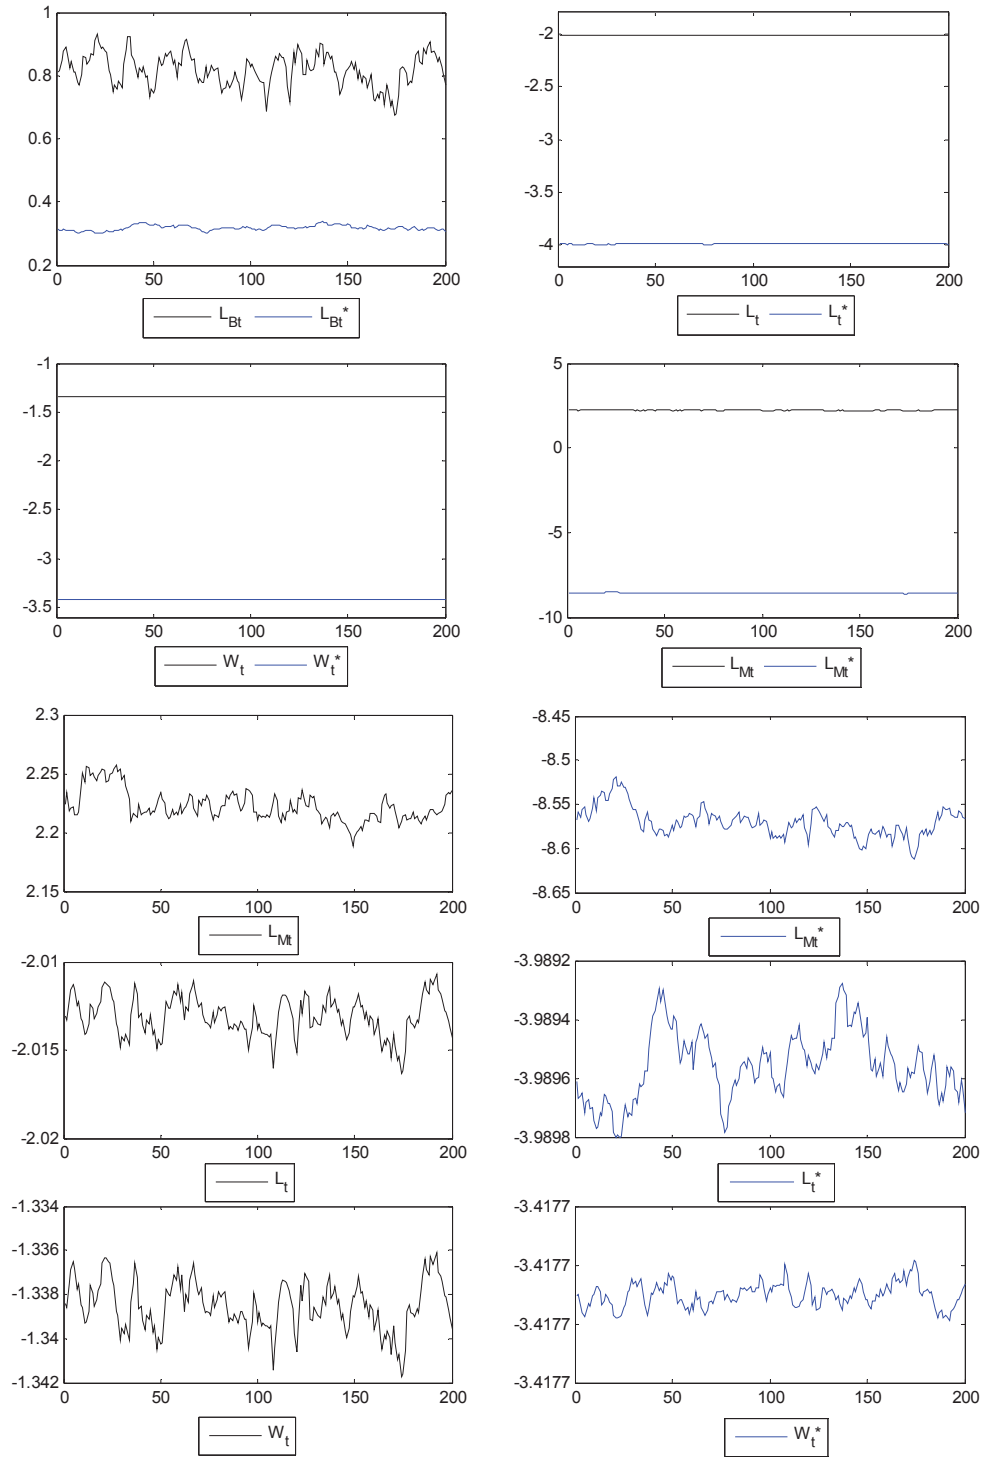 1
0.8
0.6
0.4
0.2
0 50 100 150 200
L_Bt L_Bt*
-2
-2.5
-3
-3.5
-4
0 50 100 150 200
L_t L_t*
-1
-1.5
-2
-2.5
-3
-3.5
0 50 100 150 200
W_t W_t*
5
0
-5
-10
0 50 100 150 200
L_Mt L_Mt*
2.3
2.25
2.2
2.15
0 50 100 150 200
L_Mt
-8.45
-8.5
-8.55
-8.6
-8.65
0 50 100 150 200
L_Mt*
-2.01
-2.015
-2.02
0 50 100 150 200
L_t
-3.9892
-3.9894
-3.9896
-3.9898
0 50 100 150 200
L_t*
-1.334
-1.336
-1.338
-1.34
-1.342
0 50 100 150 200
W_t
-3.4177
-3.4177
-3.4177
-3.4177
0 50 100 150 200
W_t*